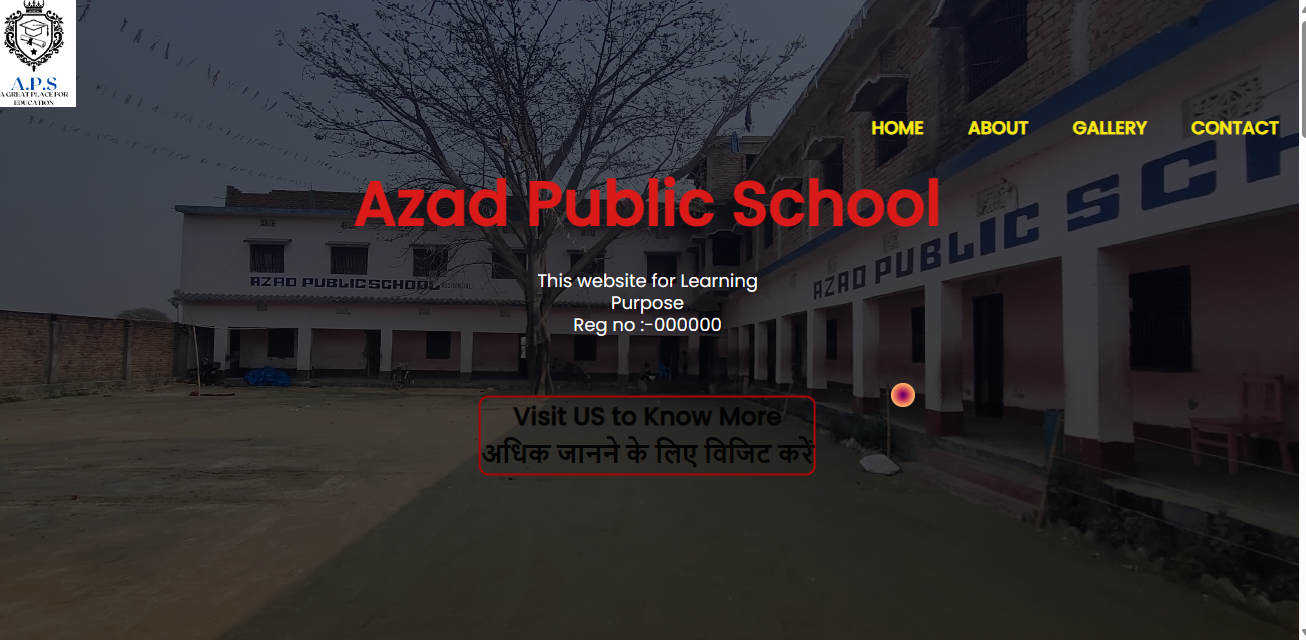 A.P.S
A GREAT PLACE FOR
EDUCATION
HOME ABOUT GALLERY CONTACT
Azad Public School
This website for Learning
Purpose
Reg no :-000000
Visit US to Know More
अधिक जानने के लिए विजिट करें
AZAD PUBLIC SCHOOL
AZAD PUBLIC SCH